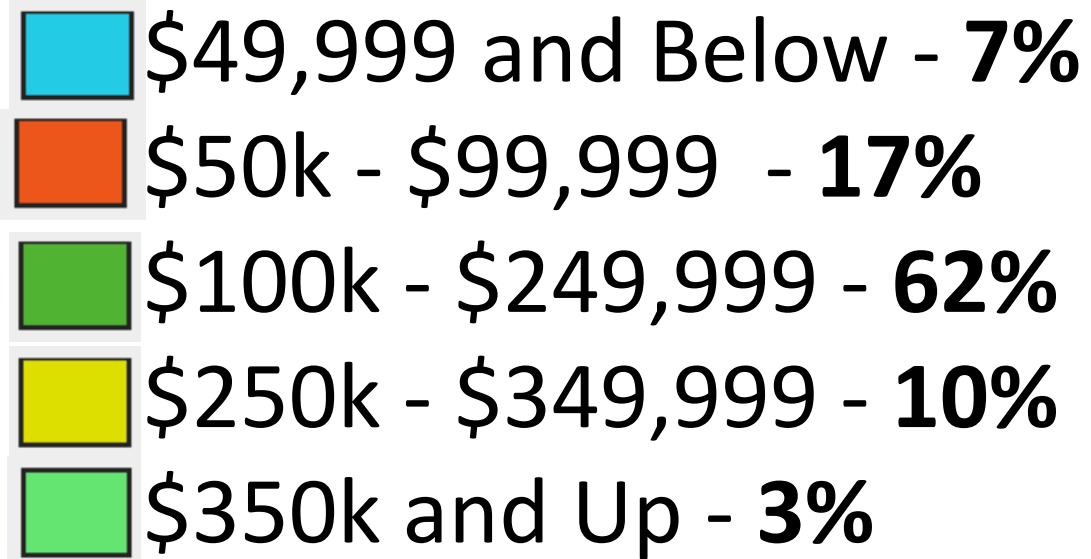 $49,999 and Below - 7%
$50k - $99,999 - 17%
$100k - $249,999 - 62%
$250k - $349,999 - 10%
$350k and Up - 3%